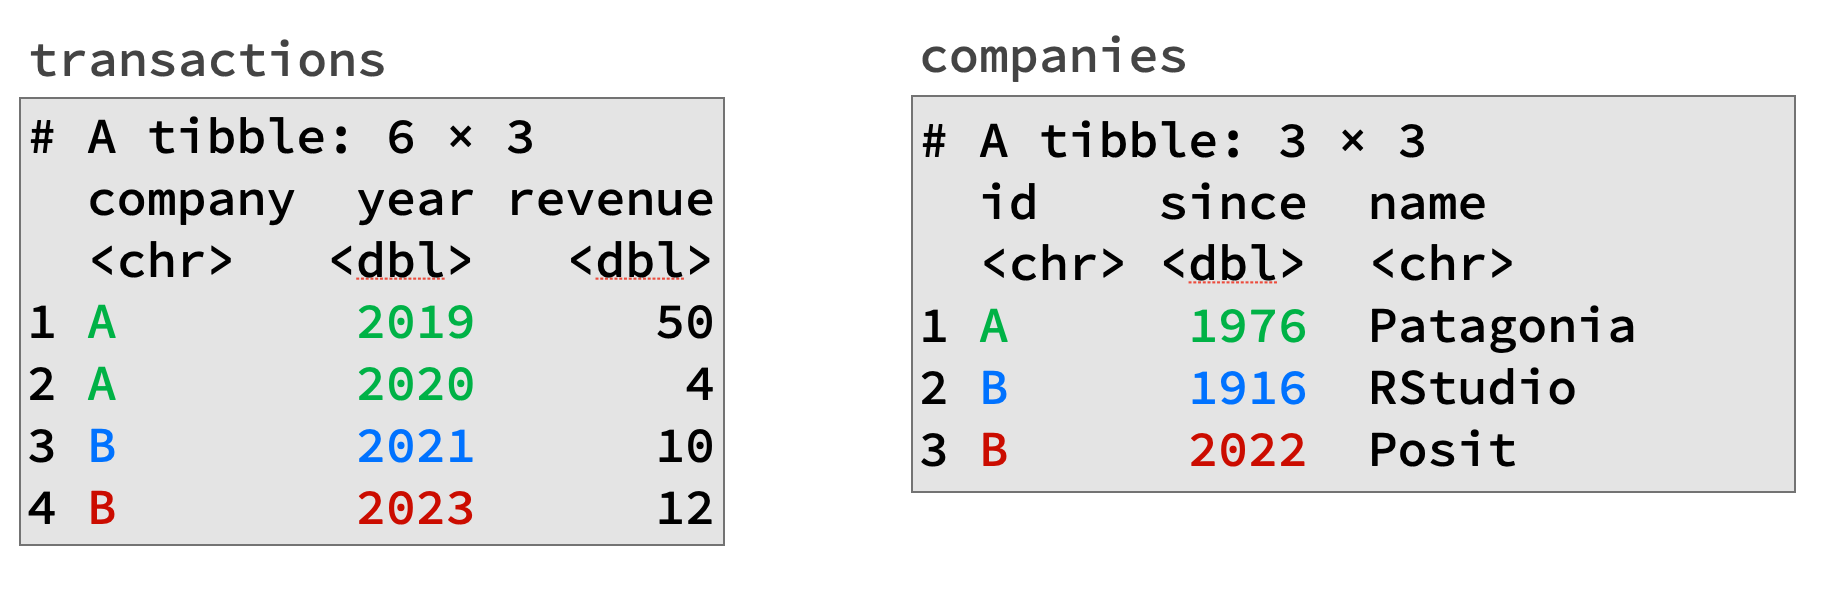 transactions
# A tibble: 6 × 3
company year revenue
<chr> <dbl> <dbl>
1 A 2019 50
2 A 2020 4
3 B 2021 10
4 B 2023 12
companies
# A tibble: 3 × 3
id since name
<chr> <dbl> <chr>
1 A 1976 Patagonia
2 B 1916 RStudio
3 B 2022 Posit